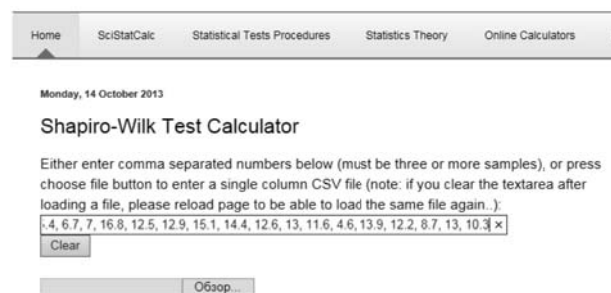 Home SciStatCalc Statistical Tests Procedures Statistics Theory Online Calculators
Monday, 14 October 2013
Shapiro-Wilk Test Calculator
Either enter comma separated numbers below (must be three or more samples), or press
choose file button to enter a single column CSV file (note: if you clear the textarea after
loading a file, please reload page to be able to load the same file again..):
.4, 6.7, 7, 16.8, 12.5, 12.9, 15.1, 14.4, 12.6, 13, 11.6, 4.6, 13.9, 12.2, 8.7, 13, 10.3 ×
Clear
Обзор...